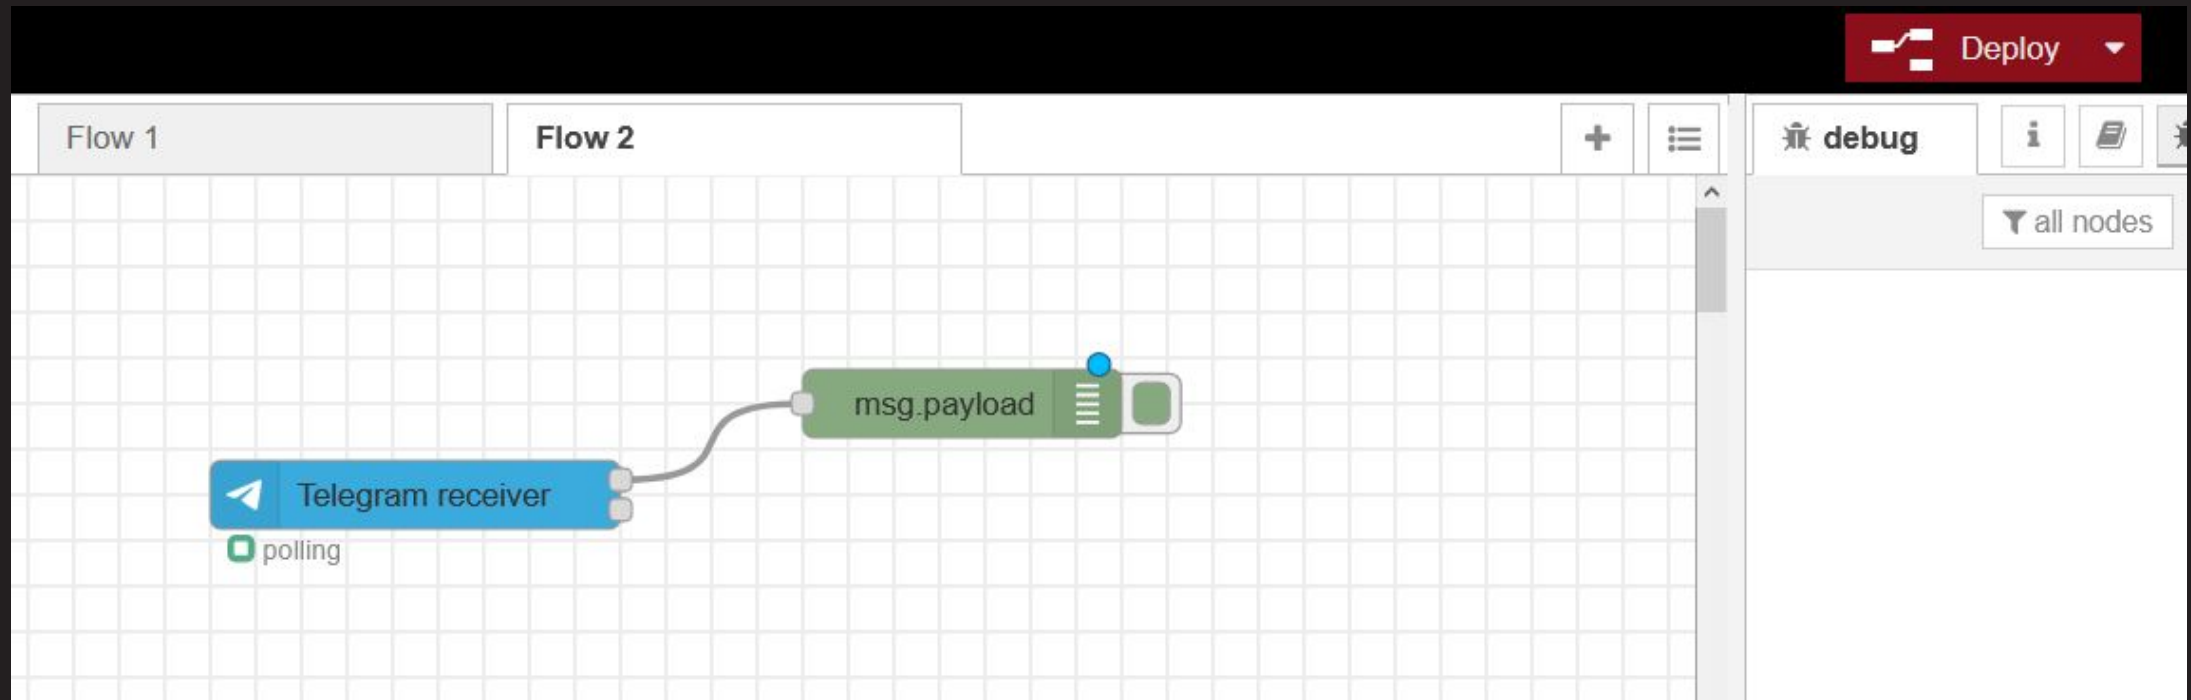 Deploy
Flow 1
Flow 2
debug
all nodes
msg.payload
Telegram receiver
polling